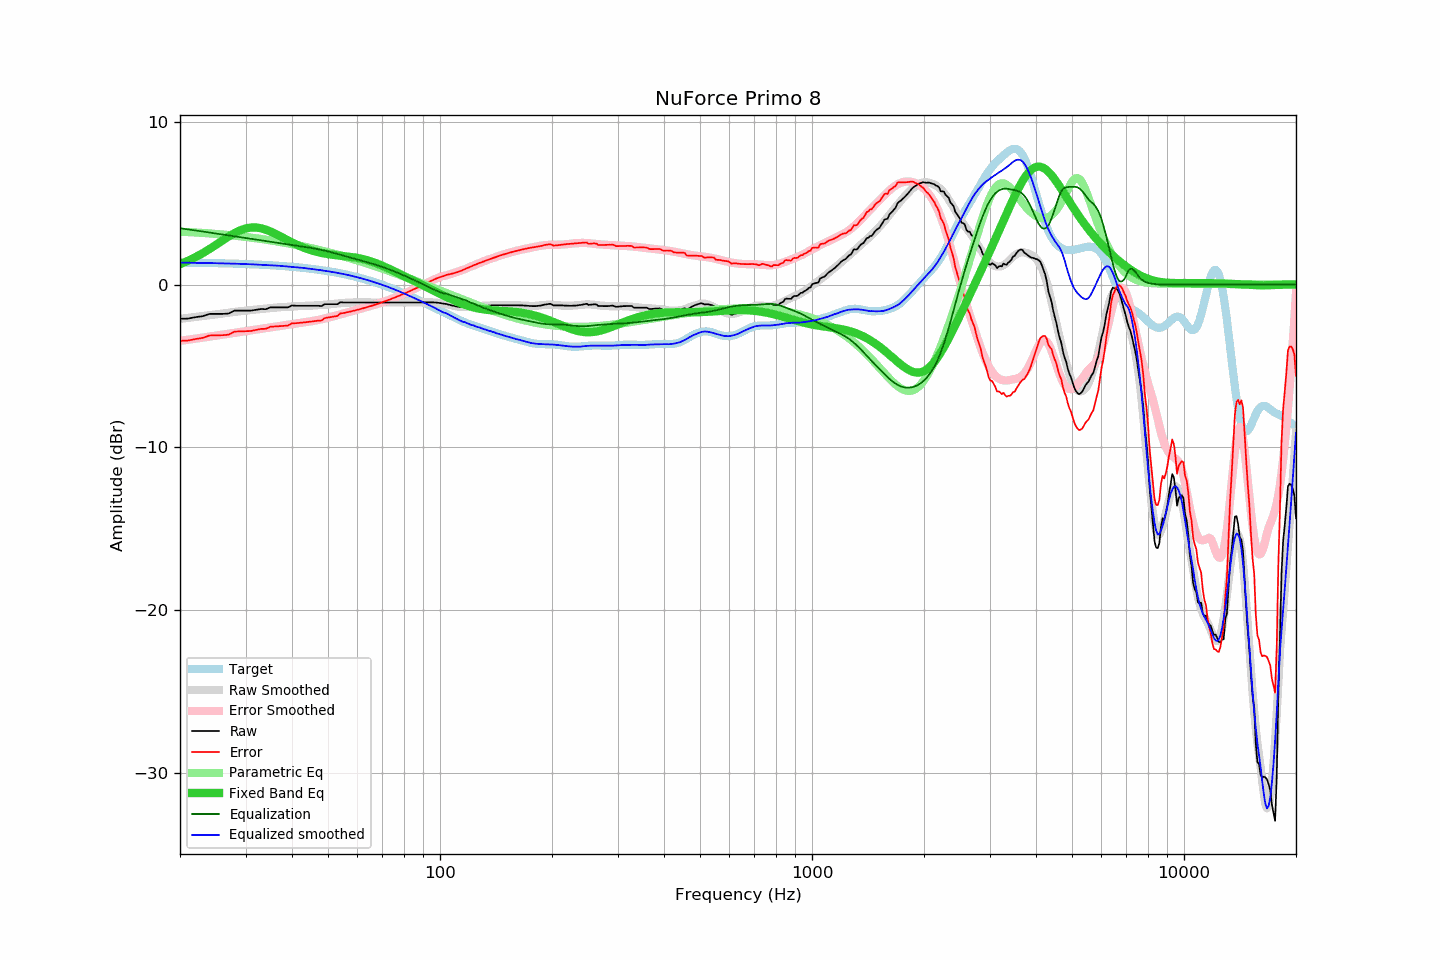 NuForce Primo 8
10
0
−10
−20
−30
Amplitude (dBr)
Target
Raw Smoothed
Error Smoothed
Raw
Error
Parametric Eq
Fixed Band Eq
Equalization
Equalized smoothed
100
1000
10000
Frequency (Hz)